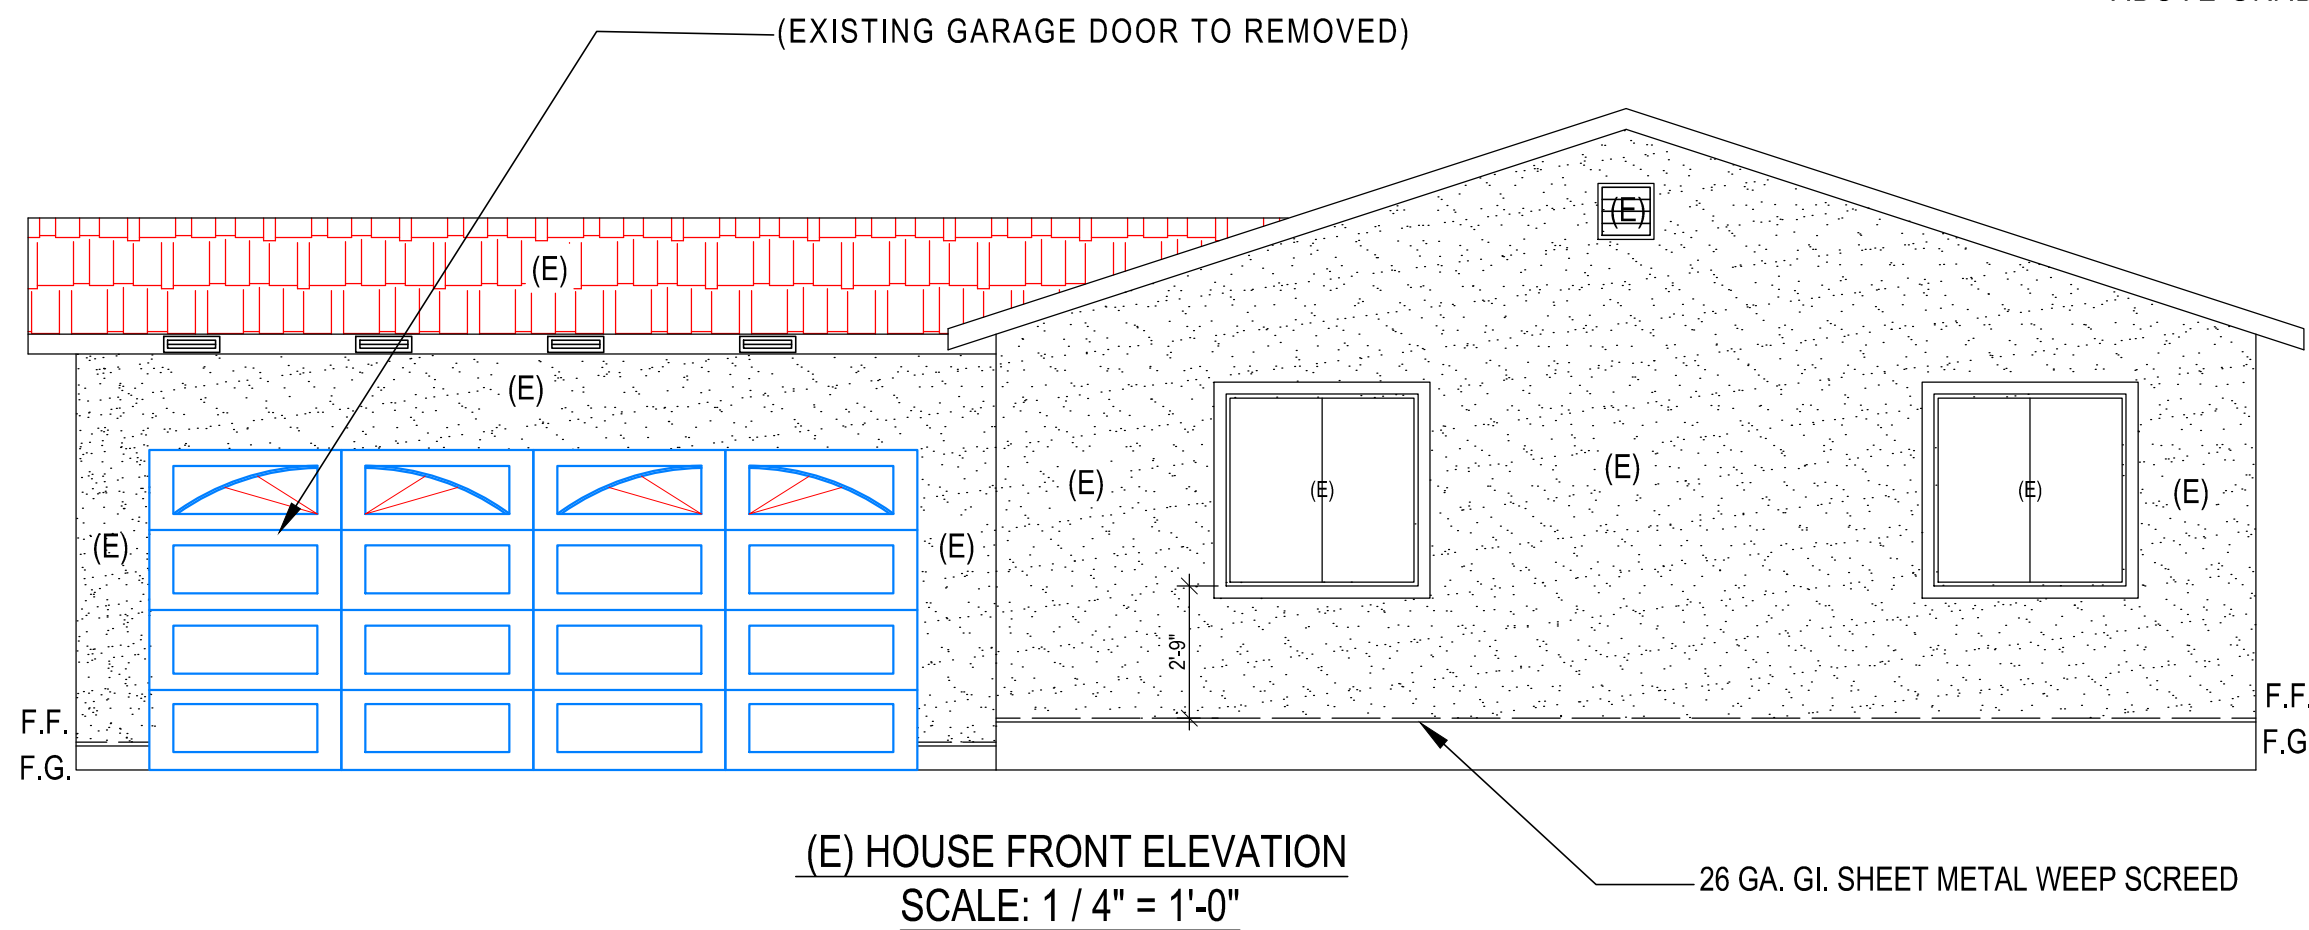 (EXISTING GARAGE DOOR TO REMOVED)
(E)
(E)
(E)
(E)
(E)
(E)
(E)
(E)
(E)
(E)
2'-9"
F.F.
F.G.
F.F.
F.G
(E) HOUSE FRONT ELEVATION
SCALE: 1 / 4" = 1'-0"
26 GA. GI. SHEET METAL WEEP SCREED